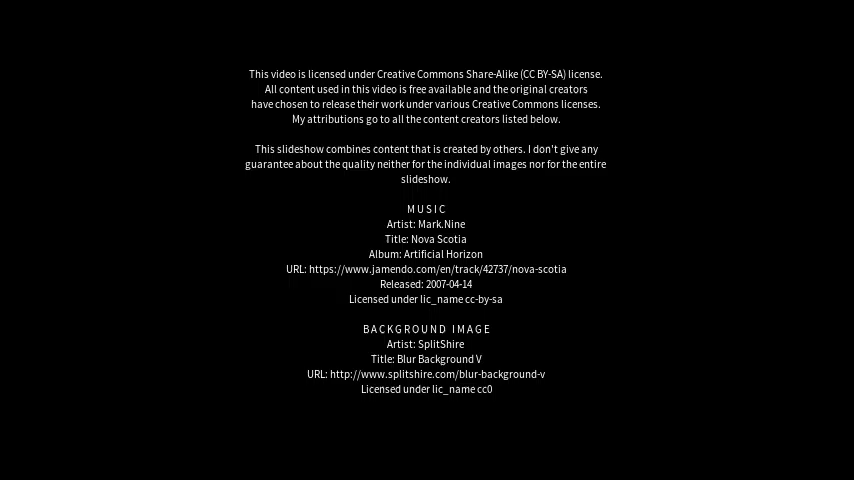 This video is licensed under Creative Commons Share-Alike (CC BY-SA) license.
All content used in this video is free available and the original creators
have chosen to release their work under various Creative Commons licenses.
My attributions go to all the content creators listed below.
This slideshow combines content that is created by others. I don't give any
guarantee about the quality neither for the individual images nor for the entire
slideshow.
MUSIC
Artist: Mark.Nine
Title: Nova Scotia
Album: Artificial Horizon
URL: https://www.jamendo.com/en/track/42737/nova-scotia
Released: 2007-04-14
Licensed under lic_name cc-by-sa
BACKGROUND IMAGE
Artist: SplitShire
Title: Blur Background V
URL: http://www.splitshire.com/blur-background-v
Licensed under lic_name cc0